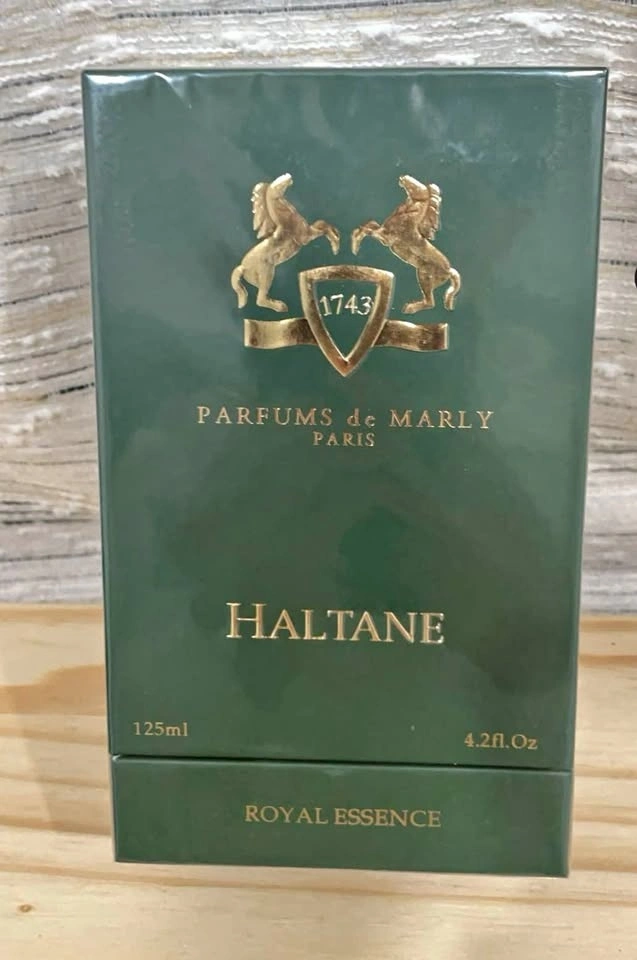 1743
PARFUMS de MARLY
PARIS
HALTANE
125ml
4.2fl.Oz
ROYAL ESSENCE